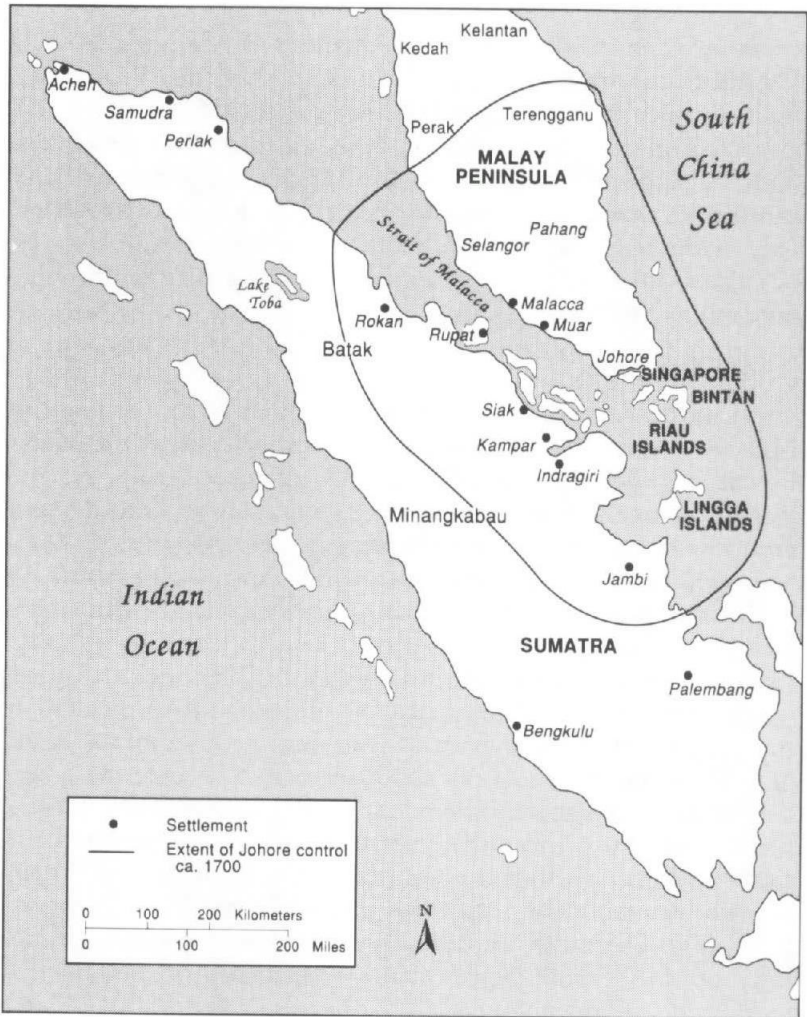 Kelantan
Kedah
Acheh
Samudra
Perlak
Terengganu
Perak
South
China
Sea
MALAY
PENINSULA
Pahang
Selangor
Strait of Malacca
Lake
Toba
Malacca
Rokan
Muar
Rupat
Batak
Johore
SINGAPORE
BINTAN
Siak
RIAU
ISLANDS
Kampar
Indragiri
Minangkabau
LINGGA
ISLANDS
Jambi
Indian
Ocean
SUMATRA
Palembang
Bengkulu
Settlement
Extent of Johore control
ca. 1700
0 100 200 Kilometers
0 100 200 Miles
N